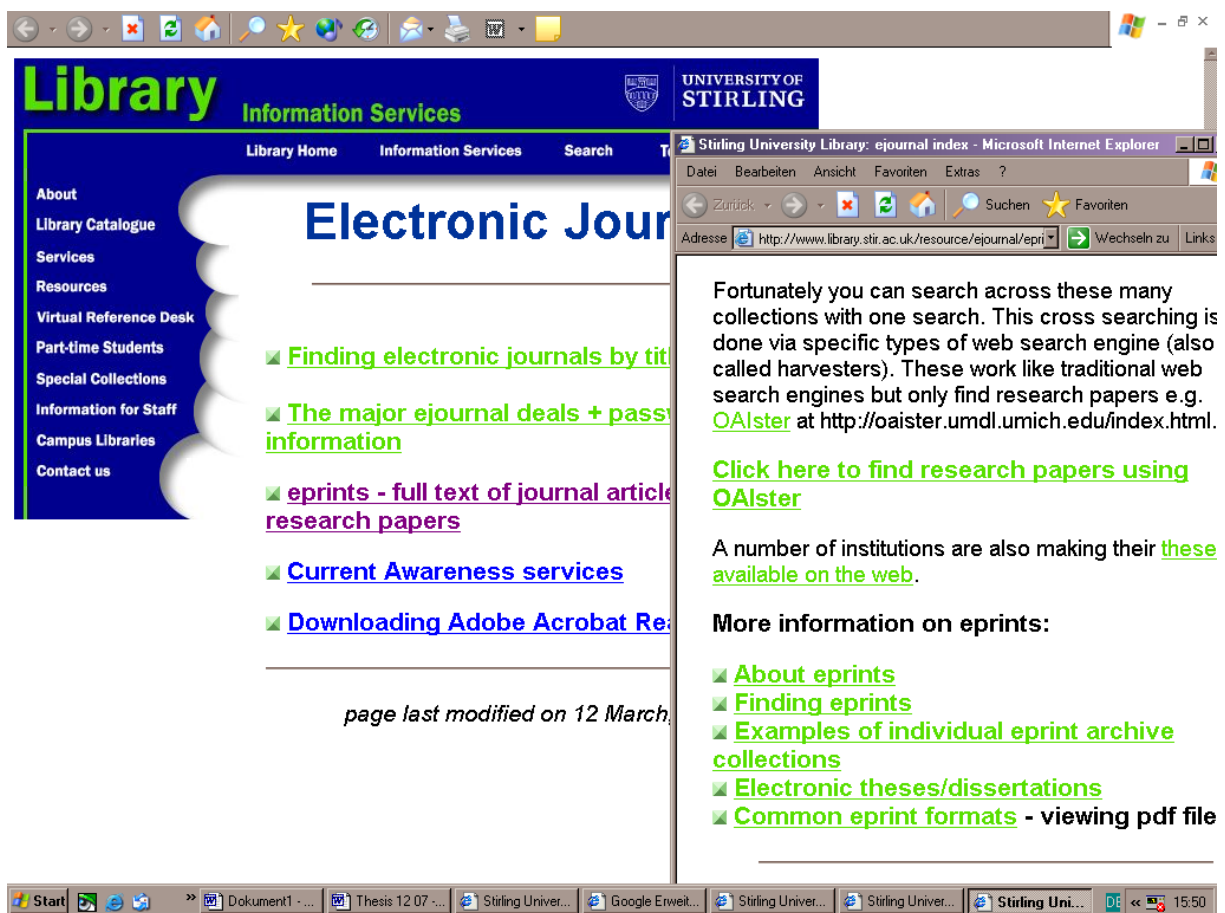 Library
Information Services
UNIVERSITY OF
STIRLING
Library Home Information Services Search
About
Library Catalogue
Services
Resources
Virtual Reference Desk
Part-time Students
Special Collections
Information for Staff
Campus Libraries
Contact us
Electronic Jour
Finding electronic journals by titl
The major ejournal deals + passw
information
eprints - full text of journal article
research papers
Current Awareness services
Downloading Adobe Acrobat Rea
page last modified on 12 March,
Stirling University Library: ejournal index - Microsoft Internet Explorer
Datei Bearbeiten Ansicht Favoriten Extras ?
Zurück Suchen Favoriten
Adresse http://www.library.stir.ac.uk/resource/ejournal/epri Wechseln zu Links
Fortunately you can search across these many
collections with one search. This cross searching is
done via specific types of web search engine (also
called harvesters). These work like traditional web
search engines but only find research papers e.g.
OAIster at http://oaister.umdl.umich.edu/index.html.
Click here to find research papers using
OAIster
A number of institutions are also making their these
available on the web.
More information on eprints:
About eprints
Finding eprints
Examples of individual eprint archive
collections
Electronic theses/dissertations
Common eprint formats - viewing pdf file
Start » Dokument1 - ... Thesis 12 07 -... Stirling Univer... Google Erweit... Stirling Univer... Stirling Univer... Stirling Uni... DE « 15:50